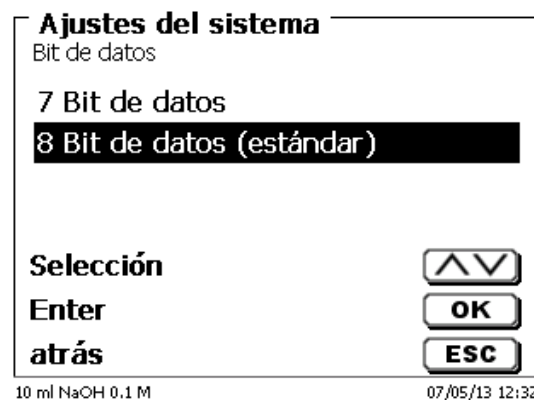 Ajustes del sistema
Bit de datos
7 Bit de datos
8 Bit de datos (estándar)
Selección
Enter OK
atrás ESC
10 ml NaOH 0.1 M 07/05/13 12:32